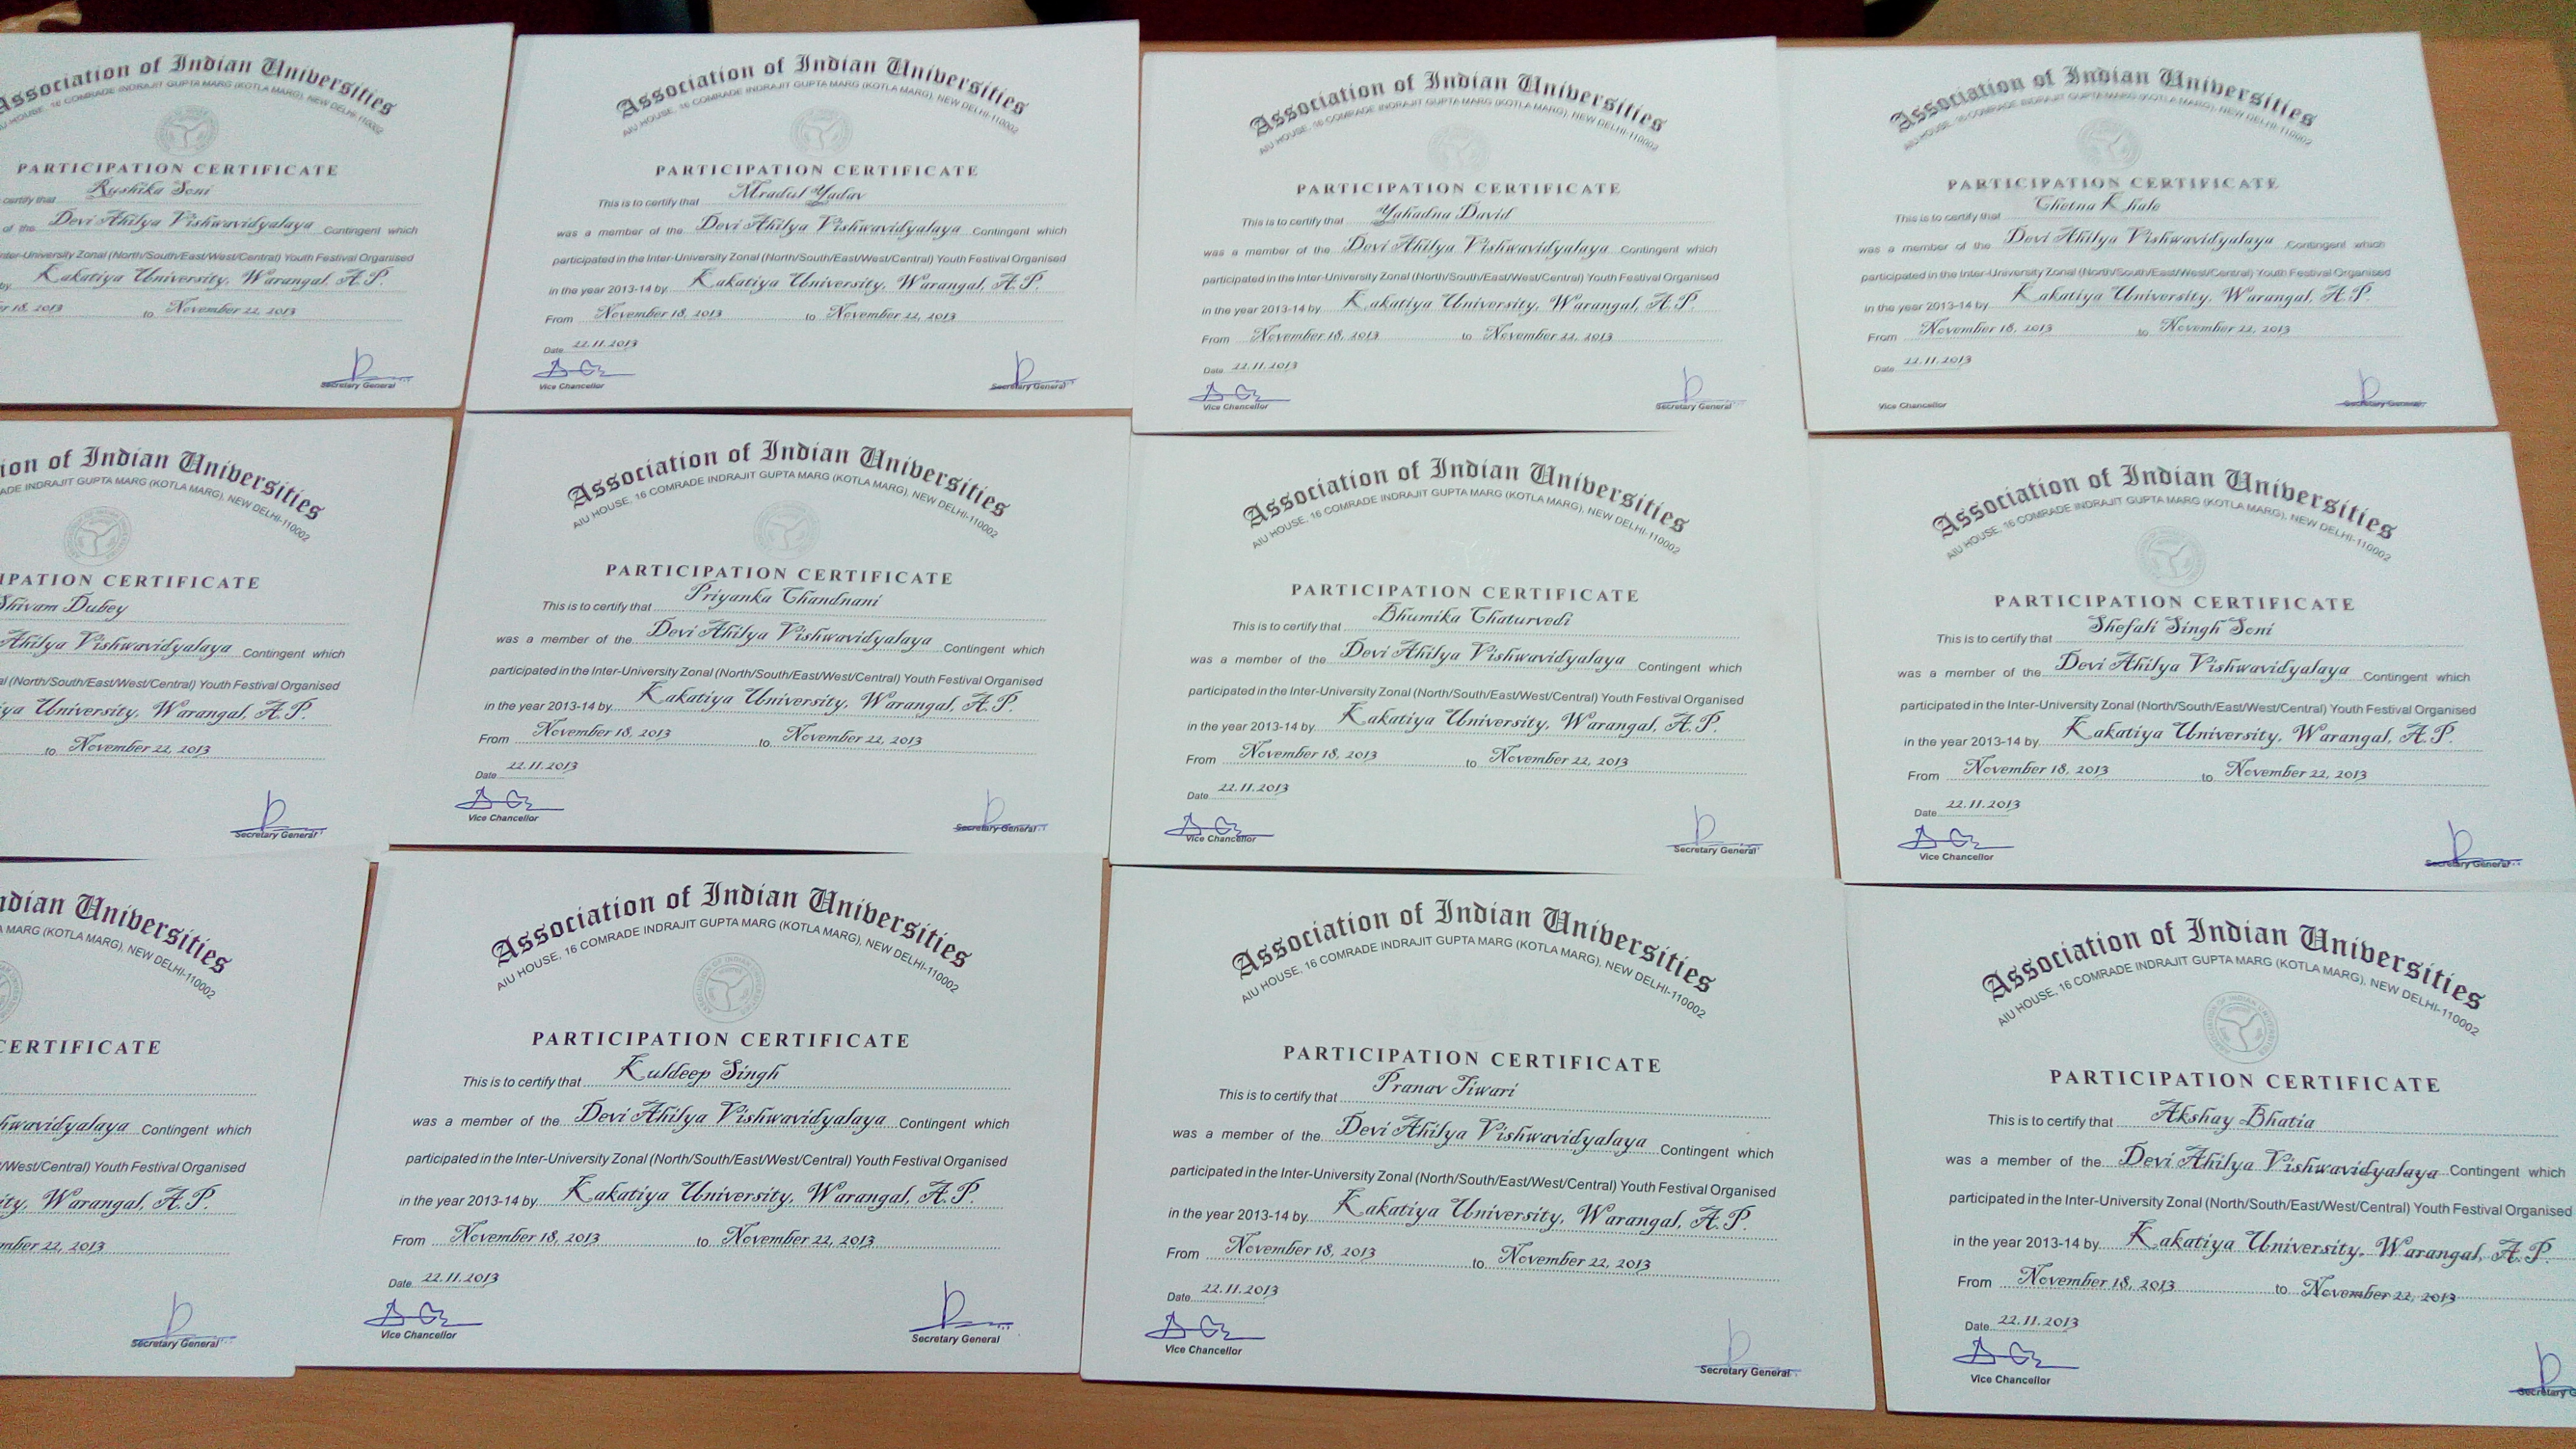 Association of Indian Universities
AIU HOUSE, 16 COMRADE INDRAJIT GUPTA MARG (KOTLA MARG), NEW DELHI-110002
PARTICIPATION CERTIFICATE
certify that Rushika Soni
of the Devi Ahilya Vishwavidyalaya Contingent which
Inter-University Zonal (North/South/East/West/Central) Youth Festival Organised
by Kakatiya University, Warangal, A.P.
18, 2013 to November 22, 2013
Secretary General
Association of Indian Universities
AIU HOUSE, 16 COMRADE INDRAJIT GUPTA MARG (KOTLA MARG), NEW DELHI-110002
PARTICIPATION CERTIFICATE
This is to certify that Mradul Yadav
was a member of the Devi Ahilya Vishwavidyalaya Contingent which
participated in the Inter-University Zonal (North/South/East/West/Central) Youth Festival Organised
in the year 2013-14 by Kakatiya University, Warangal, A.P.
From November 18, 2013 to November 22, 2013
Date 22.11.2013
Vice Chancellor Secretary General
Association of Indian Universities
AIU HOUSE, 16 COMRADE INDRAJIT GUPTA MARG (KOTLA MARG), NEW DELHI-110002
PARTICIPATION CERTIFICATE
This is to certify that Yahadna David
was a member of the Devi Ahilya Vishwavidyalaya Contingent which
participated in the Inter-University Zonal (North/South/East/West/Central) Youth Festival Organised
in the year 2013-14 by Kakatiya University, Warangal, A.P.
From November 18, 2013 to November 22, 2013
Date 22.11.2013
Vice Chancellor Secretary General
Association of Indian Universities
AIU HOUSE, 16 COMRADE INDRAJIT GUPTA MARG (KOTLA MARG), NEW DELHI-110002
PARTICIPATION CERTIFICATE
This is to certify that Chetna Khale
was a member of the Devi Ahilya Vishwavidyalaya Contingent which
participated in the Inter-University Zonal (North/South/East/West/Central) Youth Festival Organised
in the year 2013-14 by Kakatiya University, Warangal, A.P.
From November 18, 2013 to November 22, 2013
Date 22.11.2013
Vice Chancellor Secretary General
ion of Indian Universities
INDRAJIT GUPTA MARG (KOTLA MARG), NEW DELHI-110002
IPATION CERTIFICATE
Shivam Dubey
Ahilya Vishwavidyalaya Contingent which
(North/South/East/West/Central) Youth Festival Organised
ya University, Warangal, A.P.
to November 22, 2013
Secretary General
Association of Indian Universities
AIU HOUSE, 16 COMRADE INDRAJIT GUPTA MARG (KOTLA MARG), NEW DELHI-110002
PARTICIPATION CERTIFICATE
This is to certify that Priyanka Chandnani
was a member of the Devi Ahilya Vishwavidyalaya Contingent which
participated in the Inter-University Zonal (North/South/East/West/Central) Youth Festival Organised
in the year 2013-14 by Kakatiya University, Warangal, A.P.
From November 18, 2013 to November 22, 2013
Date 22.11.2013
Vice Chancellor Secretary General
Association of Indian Universities
AIU HOUSE, 16 COMRADE INDRAJIT GUPTA MARG (KOTLA MARG), NEW DELHI-110002
PARTICIPATION CERTIFICATE
This is to certify that Bhumika Chaturvedi
was a member of the Devi Ahilya Vishwavidyalaya Contingent which
participated in the Inter-University Zonal (North/South/East/West/Central) Youth Festival Organised
in the year 2013-14 by Kakatiya University, Warangal, A.P.
From November 18, 2013 to November 22, 2013
Date 22.11.2013
Vice Chancellor Secretary General
Association of Indian Universities
AIU HOUSE, 16 COMRADE INDRAJIT GUPTA MARG (KOTLA MARG), NEW DELHI-110002
PARTICIPATION CERTIFICATE
This is to certify that Shefali Singh Soni
was a member of the Devi Ahilya Vishwavidyalaya Contingent which
participated in the Inter-University Zonal (North/South/East/West/Central) Youth Festival Organised
in the year 2013-14 by Kakatiya University, Warangal, A.P.
From November 18, 2013 to November 22, 2013
Date 22.11.2013
Vice Chancellor Secretary General
ndian Universities
MARG (KOTLA MARG), NEW DELHI-110002
CERTIFICATE
hwavidyalaya Contingent which
/West/Central) Youth Festival Organised
ity, Warangal, A.P.
mber 22, 2013
Secretary General
Association of Indian Universities
AIU HOUSE, 16 COMRADE INDRAJIT GUPTA MARG (KOTLA MARG), NEW DELHI-110002
PARTICIPATION CERTIFICATE
This is to certify that Kuldeep Singh
was a member of the Devi Ahilya Vishwavidyalaya Contingent which
participated in the Inter-University Zonal (North/South/East/West/Central) Youth Festival Organised
in the year 2013-14 by Kakatiya University, Warangal, A.P.
From November 18, 2013 to November 22, 2013
Date 22.11.2013
Vice Chancellor Secretary General
Association of Indian Universities
AIU HOUSE, 16 COMRADE INDRAJIT GUPTA MARG (KOTLA MARG), NEW DELHI-110002
PARTICIPATION CERTIFICATE
This is to certify that Pranav Tiwari
was a member of the Devi Ahilya Vishwavidyalaya Contingent which
participated in the Inter-University Zonal (North/South/East/West/Central) Youth Festival Organised
in the year 2013-14 by Kakatiya University, Warangal, A.P.
From November 18, 2013 to November 22, 2013
Date 22.11.2013
Vice Chancellor Secretary General
Association of Indian Universities
AIU HOUSE, 16 COMRADE INDRAJIT GUPTA MARG (KOTLA MARG), NEW DELHI-110002
PARTICIPATION CERTIFICATE
This is to certify that Akshay Bhatia
was a member of the Devi Ahilya Vishwavidyalaya Contingent which
participated in the Inter-University Zonal (North/South/East/West/Central) Youth Festival Organised
in the year 2013-14 by Kakatiya University, Warangal, A.P.
From November 18, 2013 to November 22, 2013
Date 22.11.2013
Vice Chancellor Secretary G